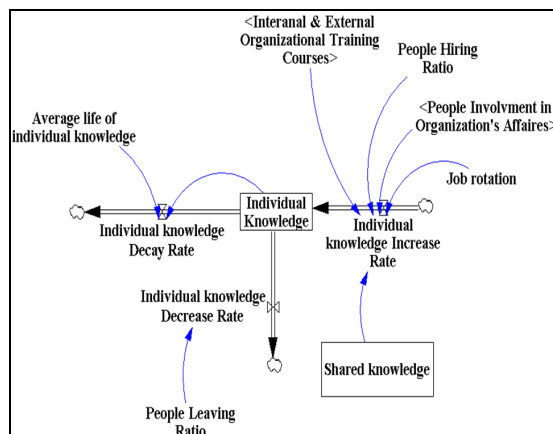 <Interanal & External
Organizational Training
Courses>
People Hiring
Ratio
<People Involvment in
Organization's Affaires>
Job rotation
Average life of
individual knowledge
Individual
Knowledge
Individual knowledge
Decay Rate
Individual
knowledge Increase
Rate
Individual knowledge
Decrease Rate
Shared knowledge
People Leaving
Ratio